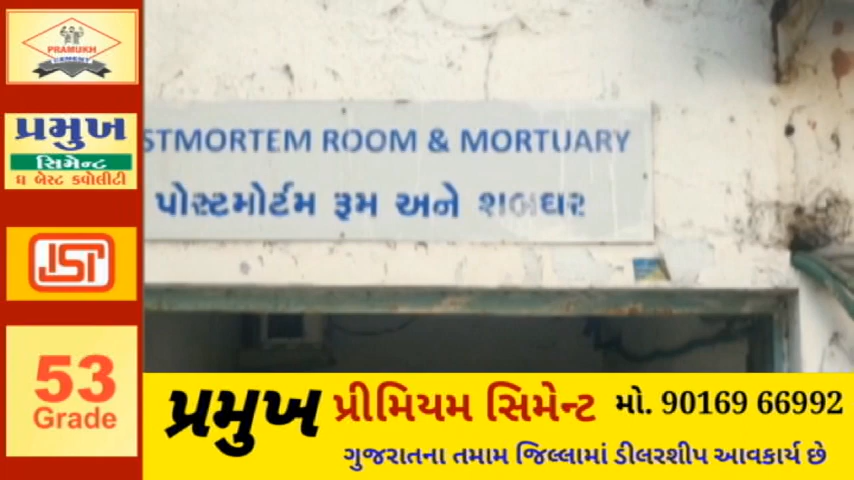 PRAMUKH
CEMENT
પ્રમુખ
સિમેન્ટ
ધ બેસ્ટ ક્વોલીટી
53
Grade
STMORTEM ROOM & MORTUARY
પોસ્ટમોર્ટમ રૂમ અને શબઘર
પ્રમુખ પ્રીમિયમ સિમેન્ટ મો. 90169 66992
ગુજરાતના તમામ જિલ્લામાં ડીલરશીપ આવકાર્ય છે